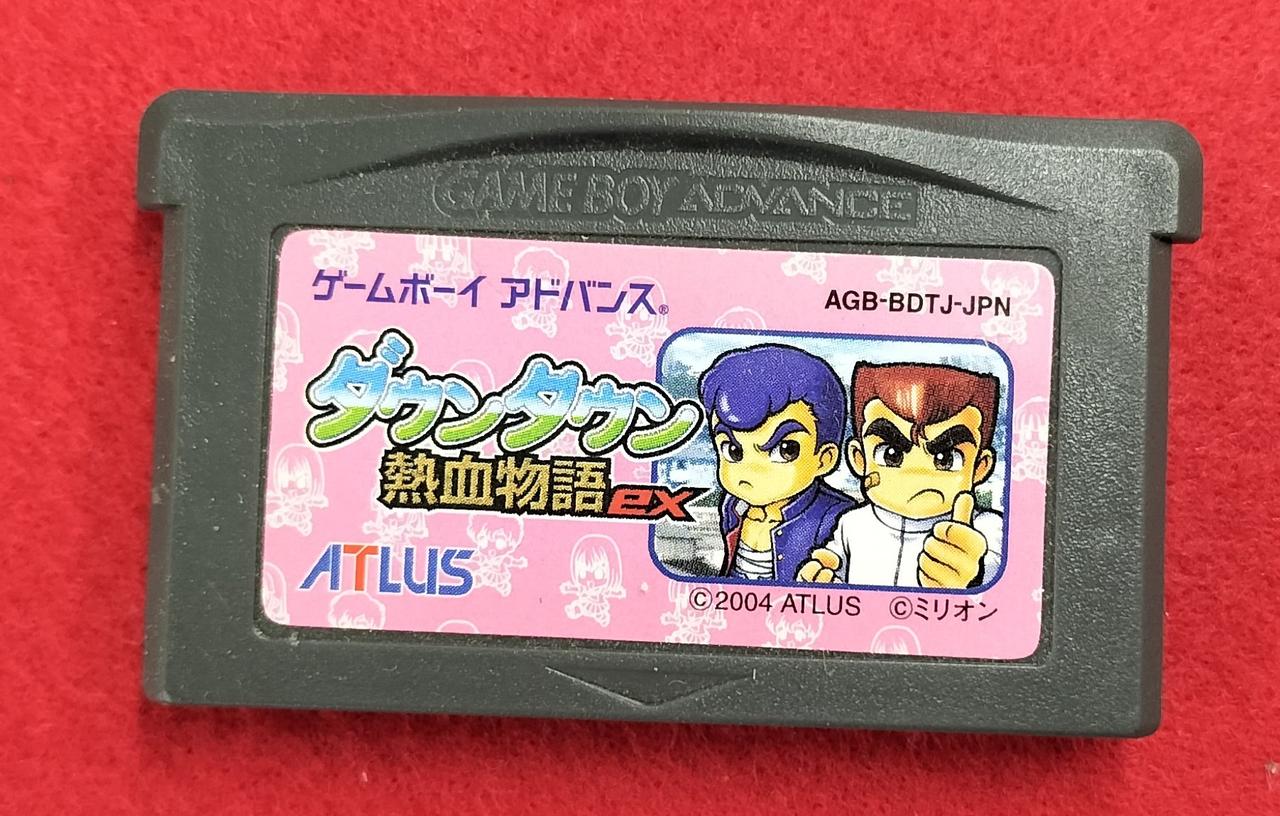 GAME BOY ADVANCE
ゲームボーイ アドバンス®
AGB-BDTJ-JPN
ダウンタウン
熱血物語ex
ATLUS
©2004 ATLUS ©ミリオン